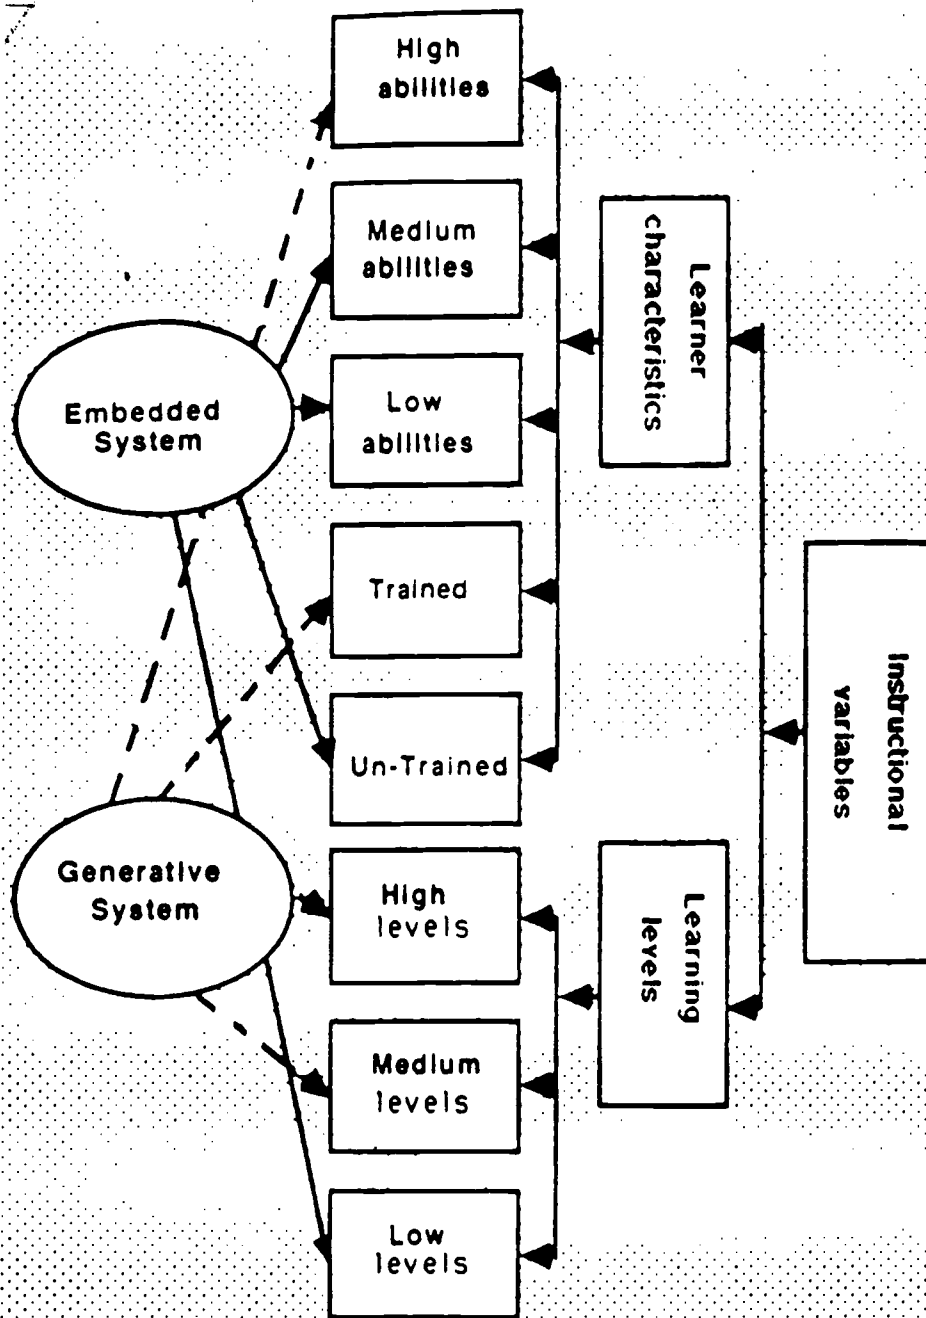 High
abilities
Medium
abilities
Low
abilities
Trained
Un-Trained
High
levels
Medium
levels
Low
levels
Embedded
System
Generative
System
Learner
characteristics
Learning
levels
Instructional
variables